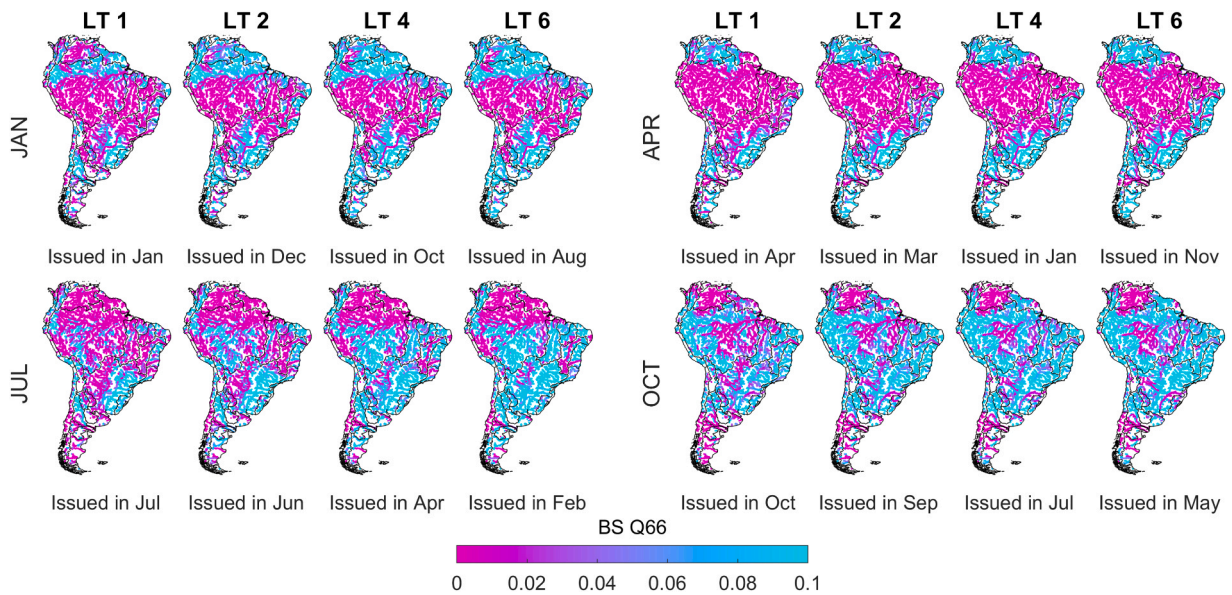 LT 1 LT 2 LT 4 LT 6 LT 1 LT 2 LT 4 LT 6
JAN APR
Issued in Jan Issued in Dec Issued in Oct Issued in Aug Issued in Apr Issued in Mar Issued in Jan Issued in Nov
JUL OCT
Issued in Jul Issued in Jun Issued in Apr Issued in Feb Issued in Oct Issued in Sep Issued in Jul Issued in May
BS Q66
0 0.02 0.04 0.06 0.08 0.1